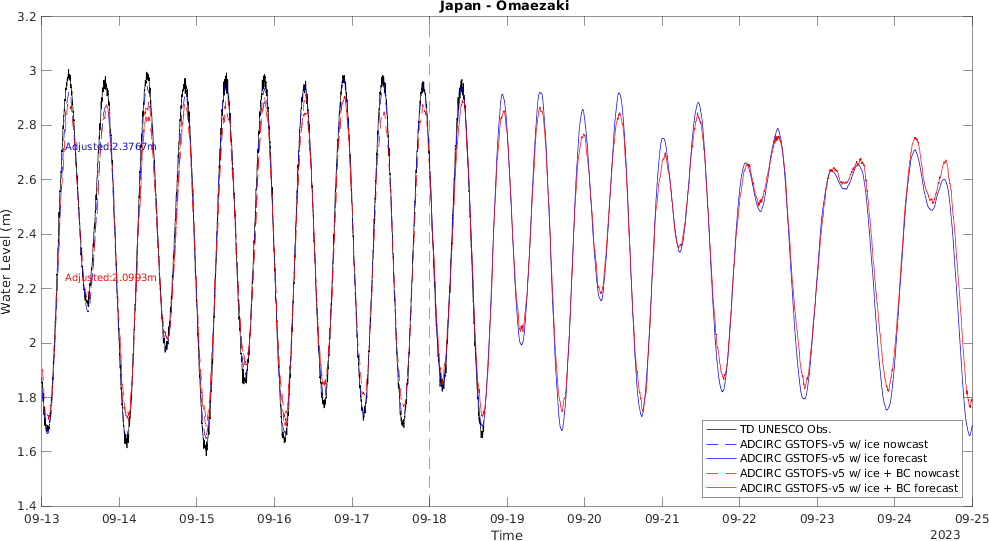 Japan - Omaezaki
3.2
3
2.8
2.6
2.4
2.2
2
1.8
1.6
1.4
Water Level (m)
Adjusted:2.3767m
Adjusted:2.0993m
TD UNESCO Obs.
ADCIRC GSTOFS-v5 w/ ice nowcast
ADCIRC GSTOFS-v5 w/ ice forecast
ADCIRC GSTOFS-v5 w/ ice + BC nowcast
ADCIRC GSTOFS-v5 w/ ice + BC forecast
09-13 09-14 09-15 09-16 09-17 09-18 09-19 09-20 09-21 09-22 09-23 09-24 09-25
Time
2023